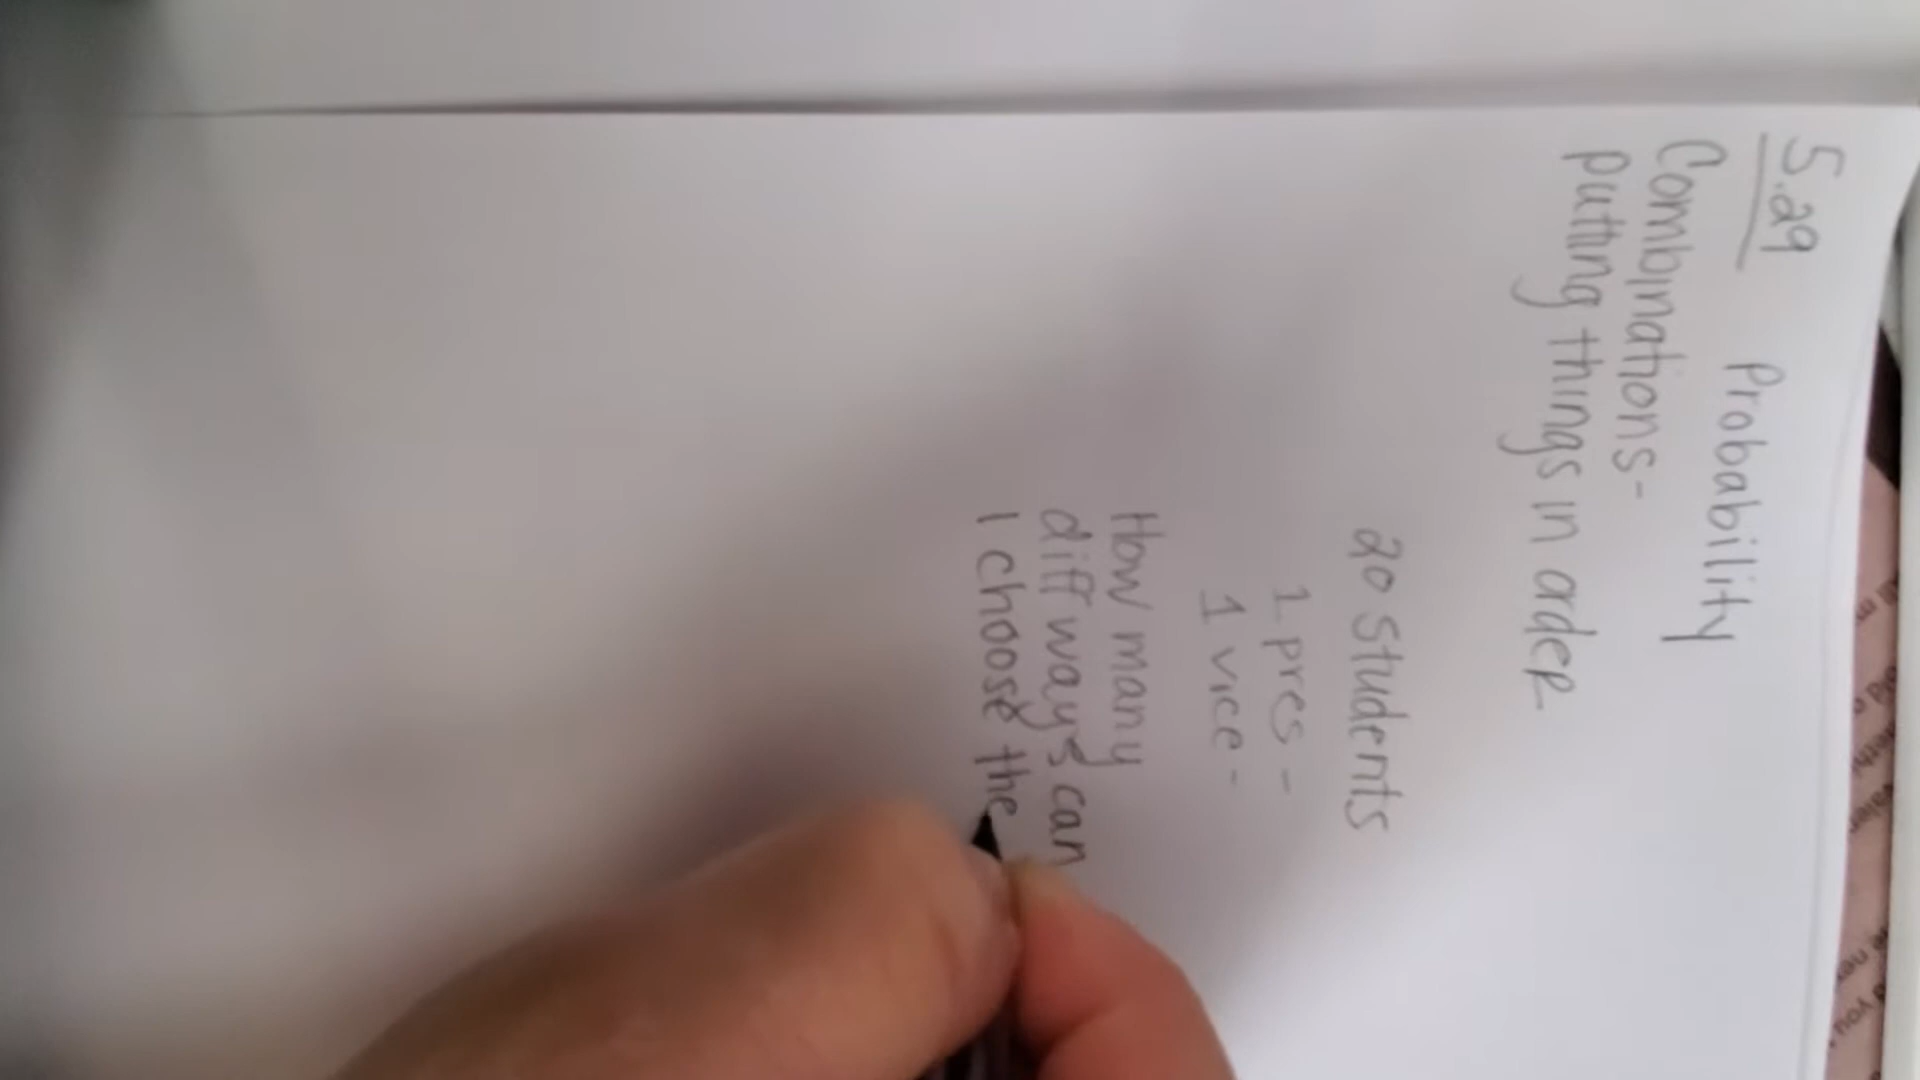 5.29
Probability
Combinations-
putting things in order
20 students
1 pres -
1 vice -
How many
diff ways can
I choose the